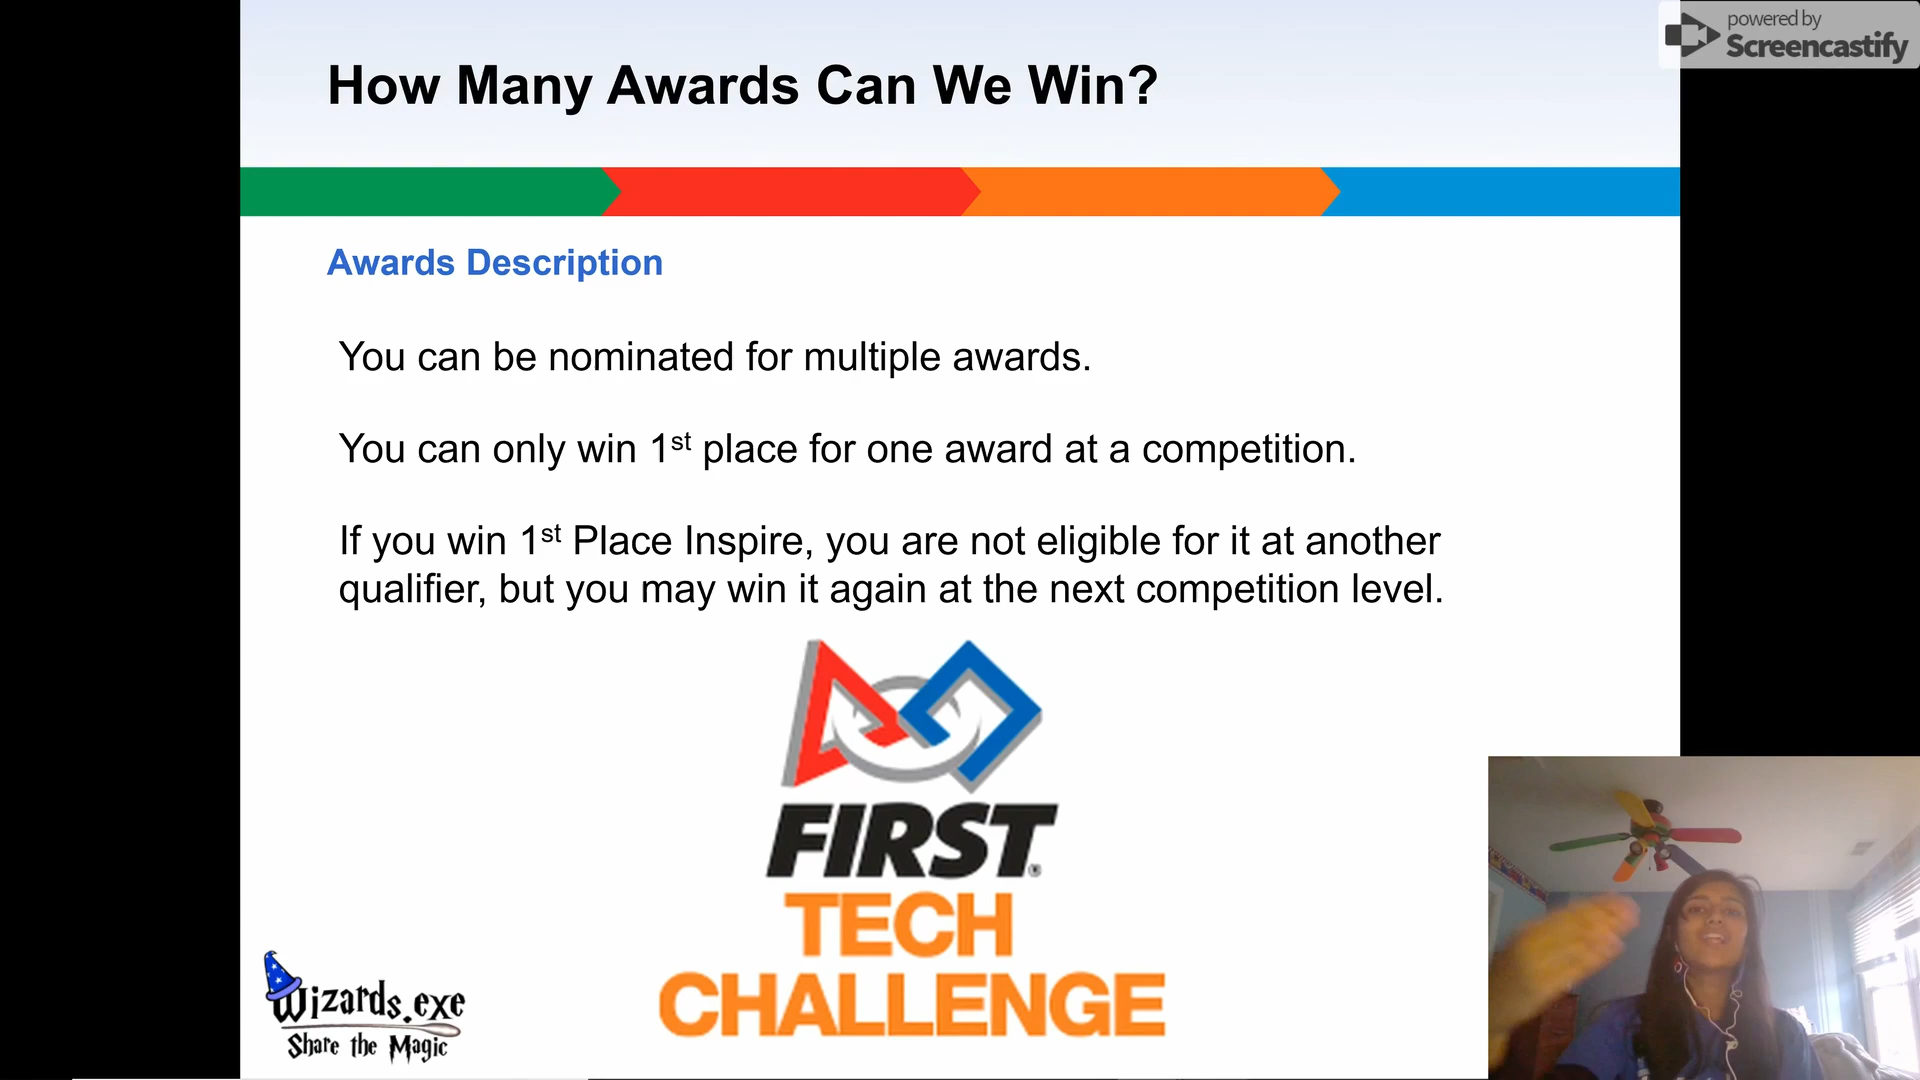 powered by
Screencastify
How Many Awards Can We Win?
Awards Description
You can be nominated for multiple awards.
You can only win 1st place for one award at a competition.
If you win 1st Place Inspire, you are not eligible for it at another
qualifier, but you may win it again at the next competition level.
FIRST®
TECH
CHALLENGE
Wizards.exe
Share the Magic